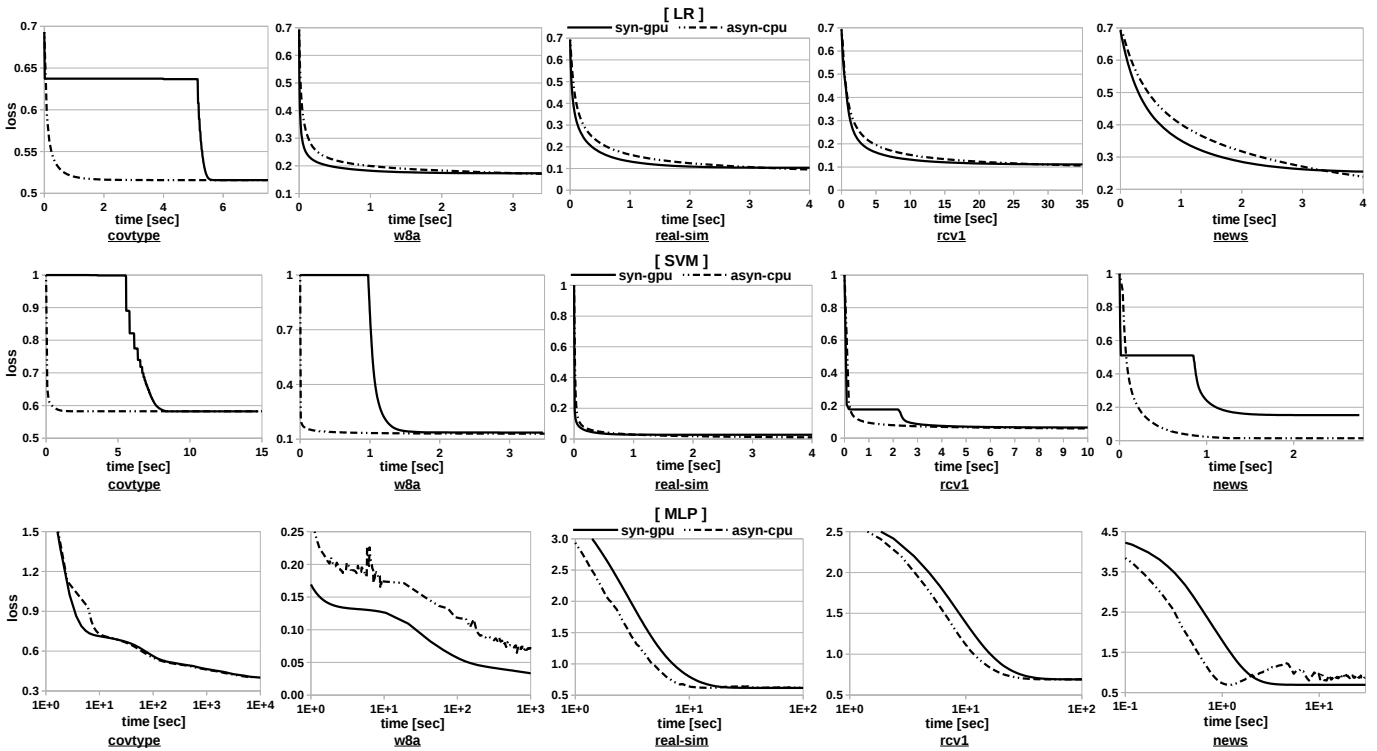 [ LR ]
syn-gpu asyn-cpu
0.7 0.7 0.7 0.7 0.7
0.6 0.6 0.6 0.6
0.65 0.5 0.5 0.5
0.5 0.4 0.4
0.6 0.4 0.3 0.3 0.4
0.55 0.3 0.2 0.2 0.3
0.2 0.1 0.1
0.5 0.1 0 0 0.2
loss
0 2 4 6 0 1 2 3 0 1 2 3 4 0 5 10 15 20 25 30 35 0 1 2 3 4
time [sec] time [sec] time [sec] time [sec] time [sec]
covtype w8a real-sim rcv1 news
[ SVM ]
syn-gpu asyn-cpu
1 1 1 1 1
0.9 0.8 0.8 0.8
0.8 0.7 0.6 0.6 0.6
0.7 0.4 0.4 0.4 0.4
0.6 0.2 0.2 0.2
0.5 0.1 0 0 0
loss
0 5 10 15 0 1 2 3 0 1 2 3 4 0 1 2 3 4 5 6 7 8 9 10 0 1 2
time [sec] time [sec] time [sec] time [sec] time [sec]
covtype w8a real-sim rcv1 news
[ MLP ]
syn-gpu asyn-cpu
1.5 0.25 3.0 2.5 4.5
1.2 0.20 2.5 2.0 3.5
0.9 0.15 2.0 1.5 2.5
0.10 1.5
0.6 0.05 1.0 1.0 1.5
0.3 0.00 0.5 0.5 0.5
loss
1E+0 1E+1 1E+2 1E+3 1E+4 1E+0 1E+1 1E+2 1E+3 1E+0 1E+1 1E+2 1E+0 1E+1 1E+2 1E-1 1E+0 1E+1
time [sec] time [sec] time [sec] time [sec] time [sec]
covtype w8a real-sim rcv1 news